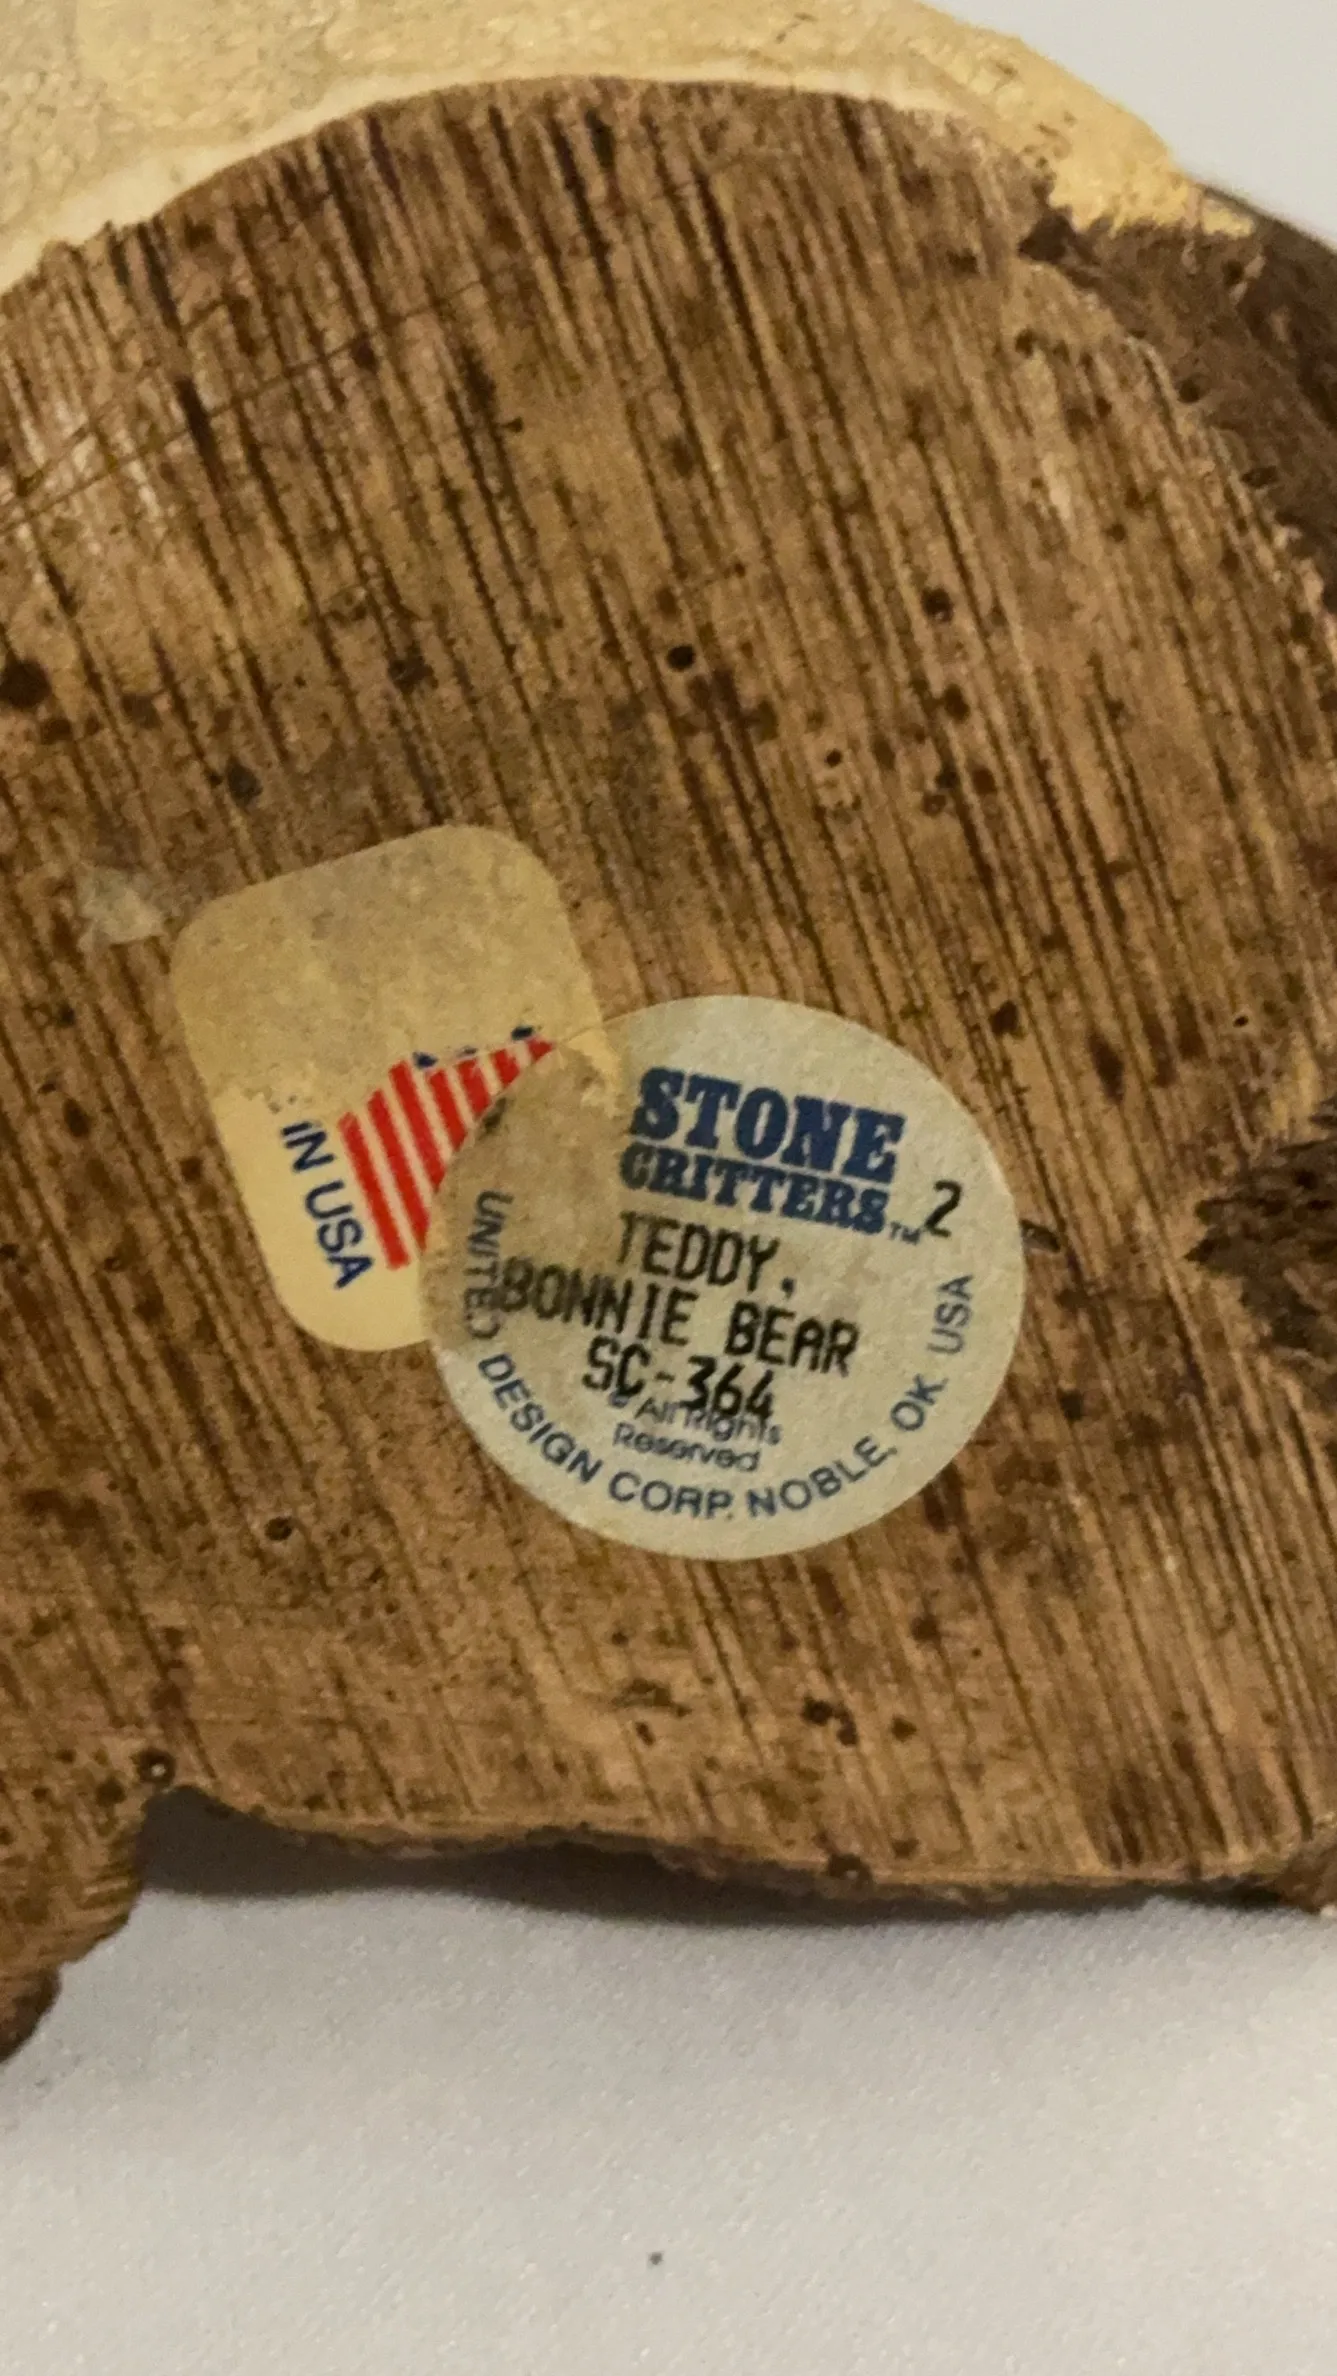 IN USA
STONE
CRITTERS™ 2
TEDDY,
BONNIE BEAR
SC-364
© All Rights
Reserved
UNITED DESIGN CORP. NOBLE, OK. USA